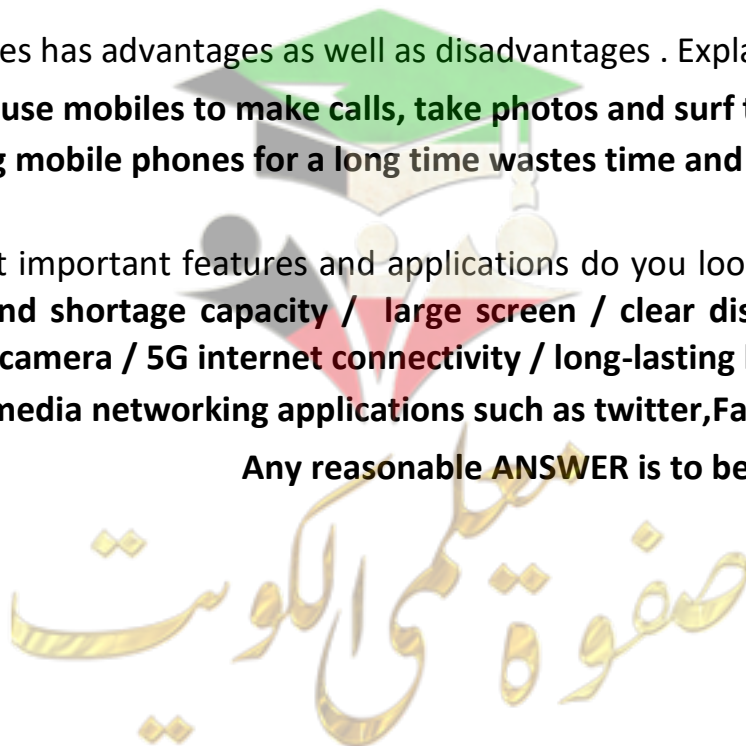 es has advantages as well as disadvantages . Expla
use mobiles to make calls, take photos and surf
g mobile phones for a long time wastes time and
t important features and applications do you loo
nd shortage capacity / large screen / clear dis
camera / 5G internet connectivity / long-lasting
media networking applications such as twitter,Fa
Any reasonable ANSWER is to be
صفوة معلمى الكويت